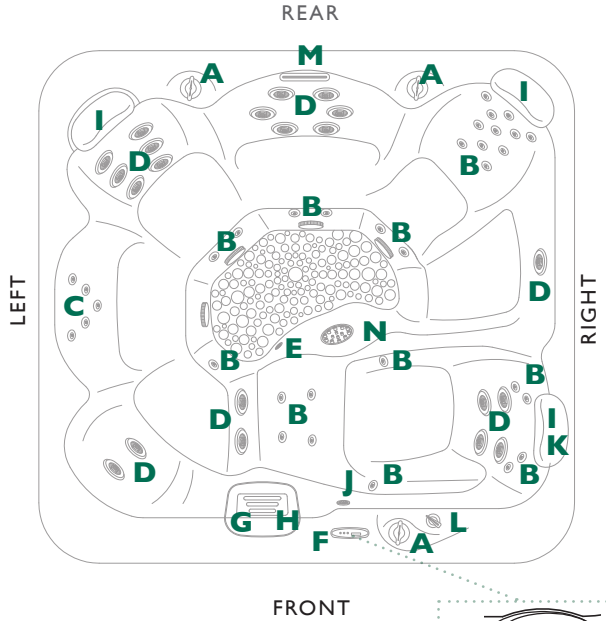 REAR
M
A A
I D I
D B
B
B B
LEFT C D RIGHT
N
B E B
B
D B D I
D B B K
J
G H L
F A
FRONT